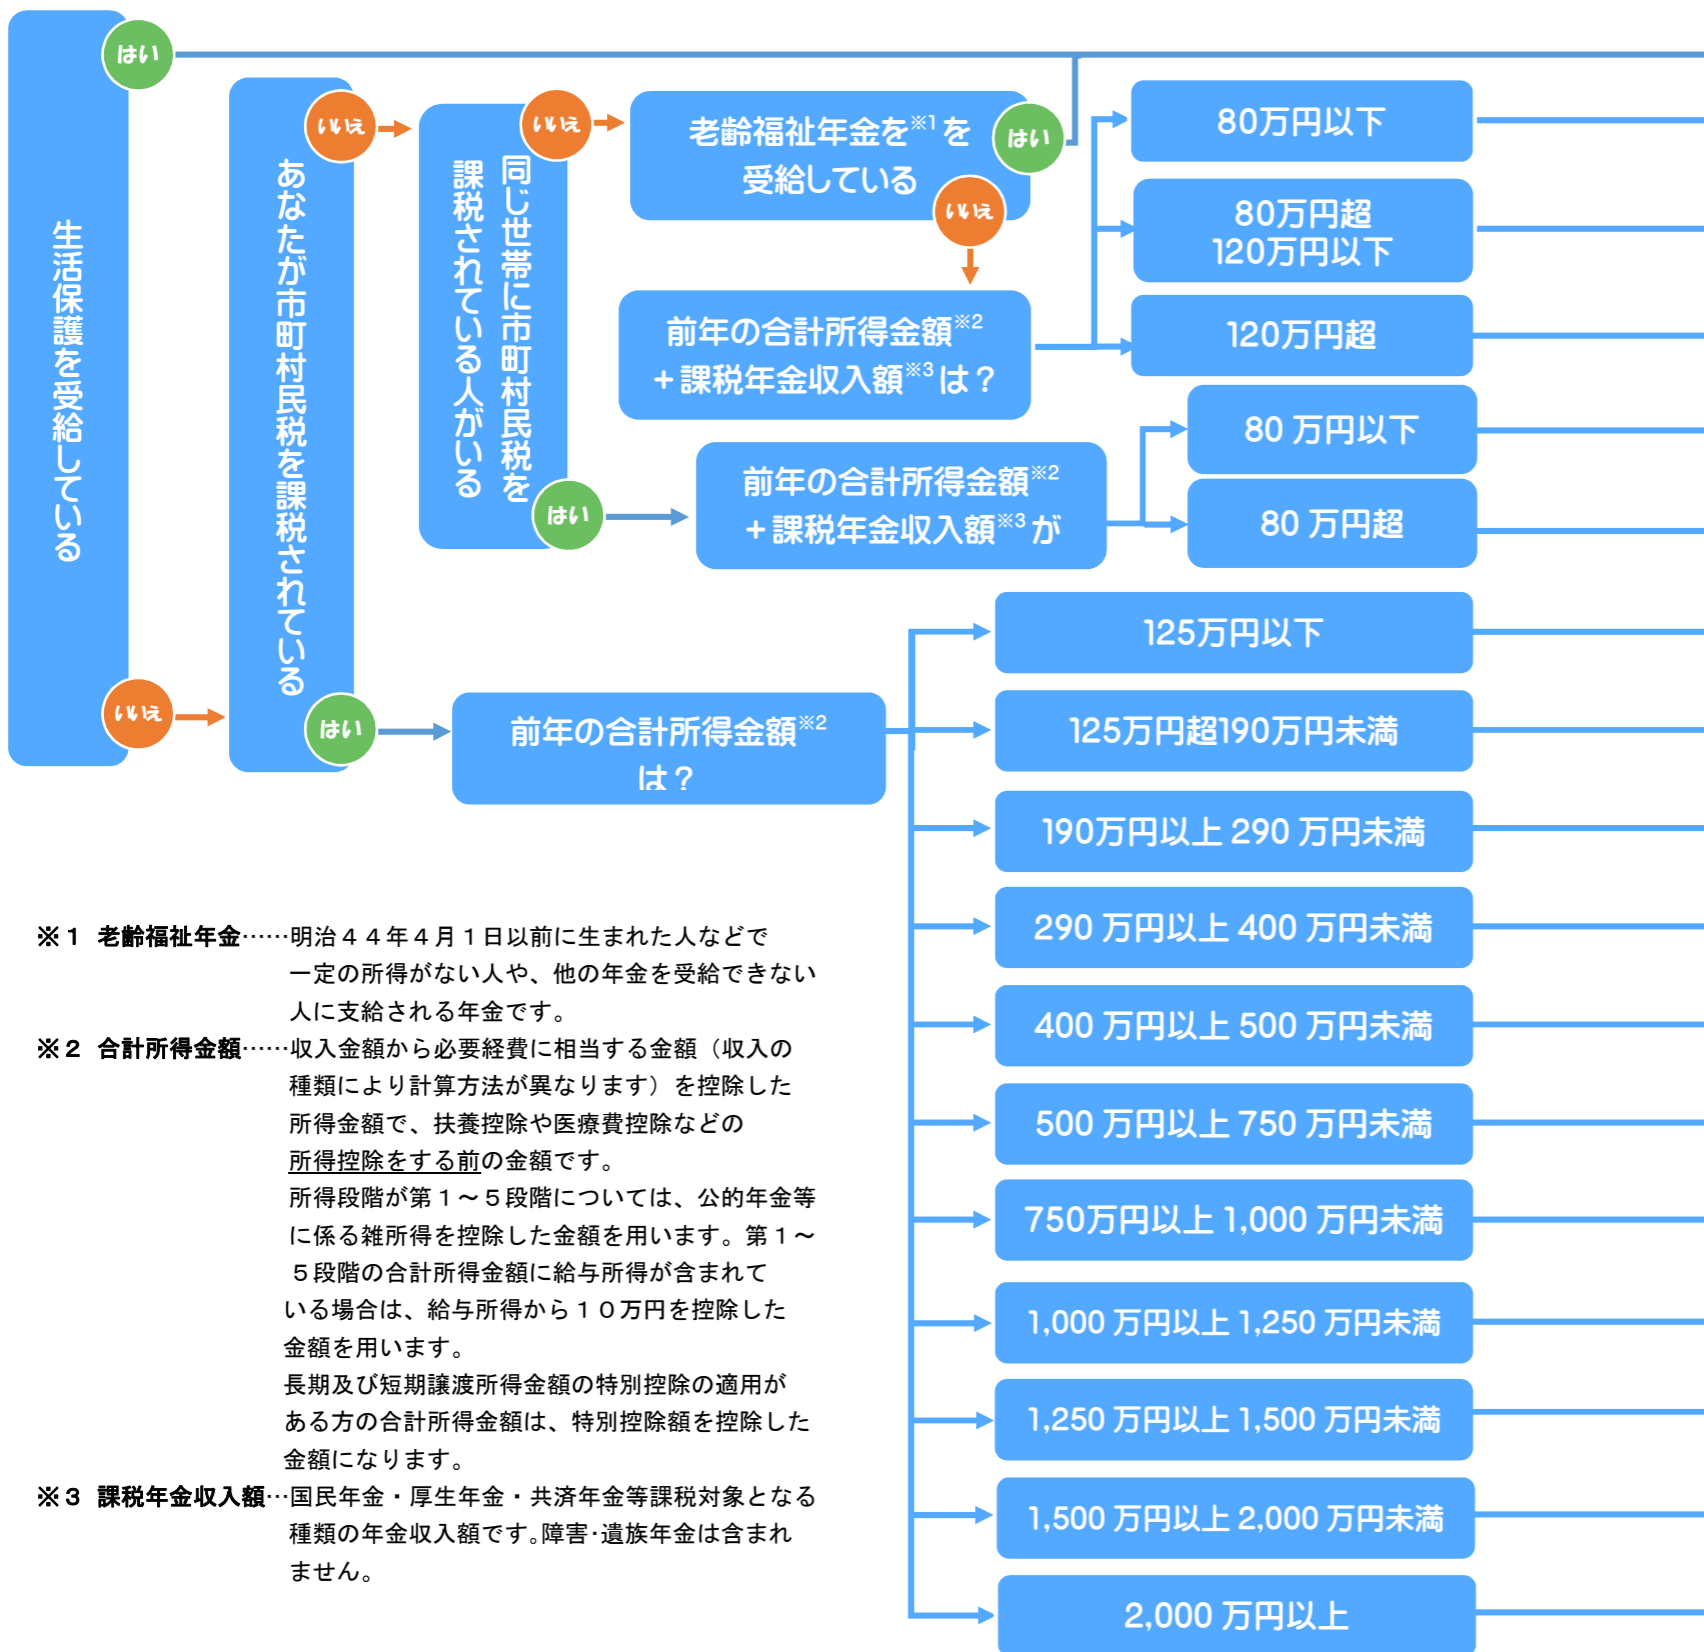 はい
生活保護を受給している
いいえ
いいえ
あなたが市町村民税を課税されている
はい
いいえ
同じ世帯に市町村民税を
課税されている人がいる
はい
老齢福祉年金を※1を
受給している
はい
いいえ
前年の合計所得金額※2
+課税年金収入額※3は?
80万円以下
80万円超
120万円以下
120万円超
前年の合計所得金額※2
+課税年金収入額※3が
80 万円以下
80 万円超
前年の合計所得金額※2
は?
125万円以下
125万円超190万円未満
190万円以上 290 万円未満
290 万円以上 400 万円未満
400 万円以上 500 万円未満
500 万円以上 750 万円未満
750万円以上 1,000 万円未満
1,000 万円以上 1,250 万円未満
1,250 万円以上 1,500 万円未満
1,500 万円以上 2,000 万円未満
2,000 万円以上
※1 老齢福祉年金……明治44年4月1日以前に生まれた人などで
一定の所得がない人や、他の年金を受給できない
人に支給される年金です。
※2 合計所得金額……収入金額から必要経費に相当する金額(収入の
種類により計算方法が異なります)を控除した
所得金額で、扶養控除や医療費控除などの
所得控除をする前の金額です。
所得段階が第1~5段階については、公的年金等
に係る雑所得を控除した金額を用います。第1~
5段階の合計所得金額に給与所得が含まれて
いる場合は、給与所得から10万円を控除した
金額を用います。
長期及び短期譲渡所得金額の特別控除の適用が
ある方の合計所得金額は、特別控除額を控除した
金額になります。
※3 課税年金収入額…国民年金・厚生年金・共済年金等課税対象となる
種類の年金収入額です。障害・遺族年金は含まれ
ません。